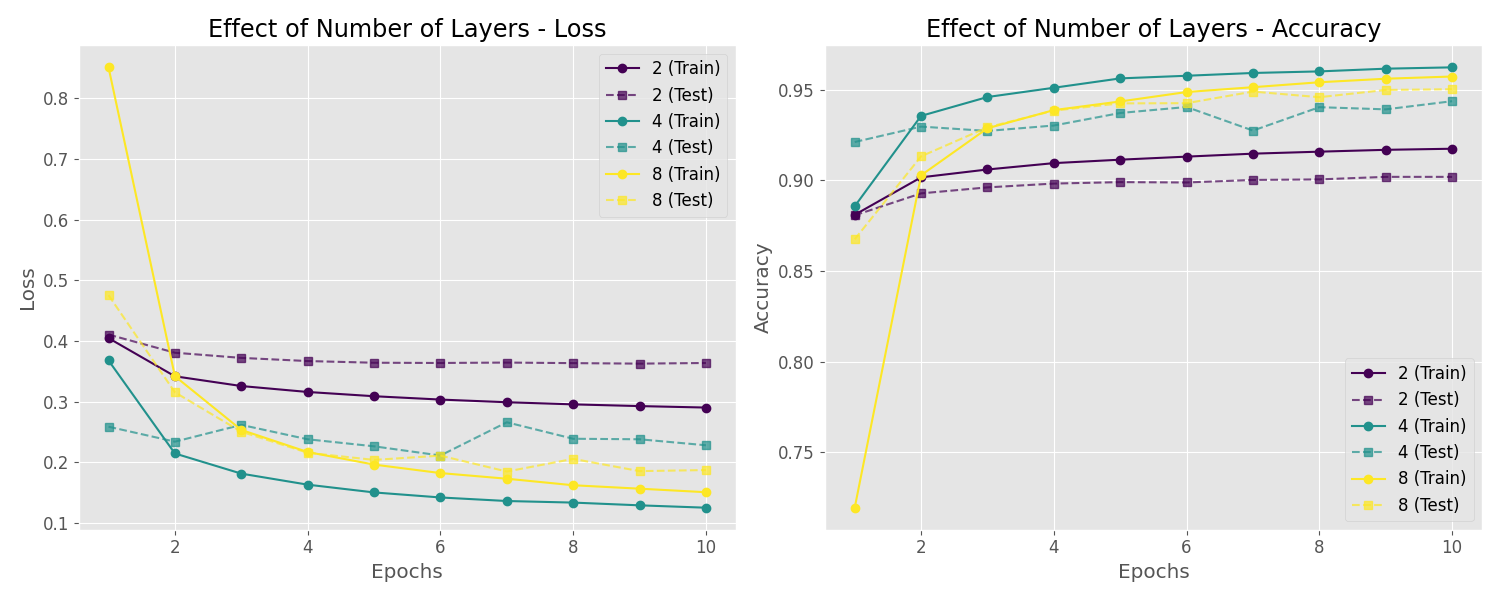 Effect of Number of Layers - Loss
0.8
0.7
0.6
0.5
0.4
0.3
0.2
0.1
Loss
2 (Train)
2 (Test)
4 (Train)
4 (Test)
8 (Train)
8 (Test)
2
4
6
8
10
Epochs
Effect of Number of Layers - Accuracy
0.95
0.90
0.85
0.80
0.75
Accuracy
2 (Train)
2 (Test)
4 (Train)
4 (Test)
8 (Train)
8 (Test)
2
4
6
8
10
Epochs